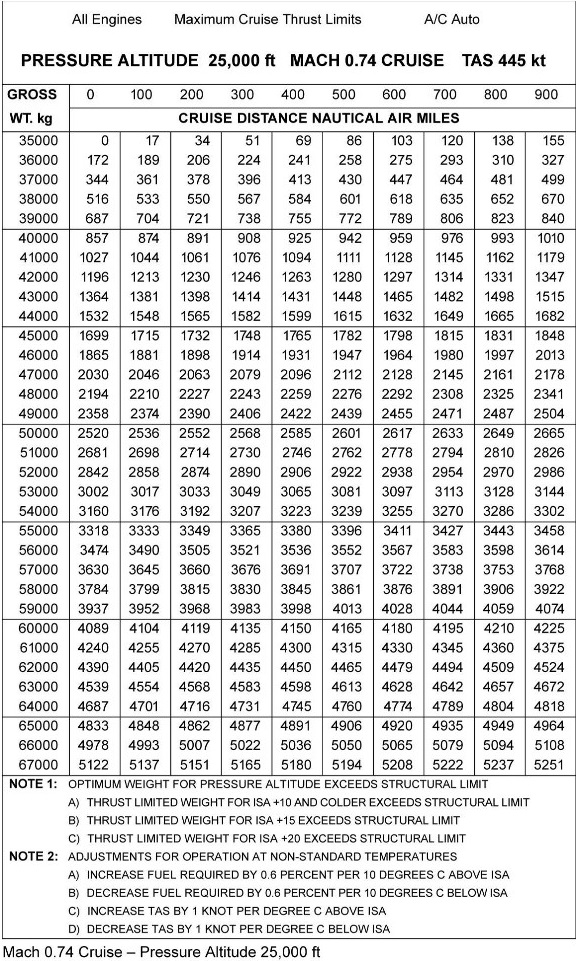 All Engines Maximum Cruise Thrust Limits A/C Auto
PRESSURE ALTITUDE 25,000 ft MACH 0.74 CRUISE TAS 445 kt
GROSS 0 100 200 300 400 500 600 700 800 900
WT. kg CRUISE DISTANCE NAUTICAL AIR MILES
35000 0 17 34 51 69 86 103 120 138 155
36000 172 189 206 224 241 258 275 293 310 327
37000 344 361 378 396 413 430 447 464 481 499
38000 516 533 550 567 584 601 618 635 652 670
39000 687 704 721 738 755 772 789 806 823 840
40000 857 874 891 908 925 942 959 976 993 1010
41000 1027 1044 1061 1076 1094 1111 1128 1145 1162 1179
42000 1196 1213 1230 1246 1263 1280 1297 1314 1331 1347
43000 1364 1381 1398 1414 1431 1448 1465 1482 1498 1515
44000 1532 1548 1565 1582 1599 1615 1632 1649 1665 1682
45000 1699 1715 1732 1748 1765 1782 1798 1815 1831 1848
46000 1865 1881 1898 1914 1931 1947 1964 1980 1997 2013
47000 2030 2046 2063 2079 2096 2112 2128 2145 2161 2178
48000 2194 2210 2227 2243 2259 2276 2292 2308 2325 2341
49000 2358 2374 2390 2406 2422 2439 2455 2471 2487 2504
50000 2520 2536 2552 2568 2585 2601 2617 2633 2649 2665
51000 2681 2698 2714 2730 2746 2762 2778 2794 2810 2826
52000 2842 2858 2874 2890 2906 2922 2938 2954 2970 2986
53000 3002 3017 3033 3049 3065 3081 3097 3113 3128 3144
54000 3160 3176 3192 3207 3223 3239 3255 3270 3286 3302
55000 3318 3333 3349 3365 3380 3396 3411 3427 3443 3458
56000 3474 3490 3505 3521 3536 3552 3567 3583 3598 3614
57000 3630 3645 3660 3676 3691 3707 3722 3738 3753 3768
58000 3784 3799 3815 3830 3845 3861 3876 3891 3906 3922
59000 3937 3952 3968 3983 3998 4013 4028 4044 4059 4074
60000 4089 4104 4119 4135 4150 4165 4180 4195 4210 4225
61000 4240 4255 4270 4285 4300 4315 4330 4345 4360 4375
62000 4390 4405 4420 4435 4450 4465 4479 4494 4509 4524
63000 4539 4554 4568 4583 4598 4613 4628 4642 4657 4672
64000 4687 4701 4716 4731 4745 4760 4774 4789 4804 4818
65000 4833 4848 4862 4877 4891 4906 4920 4935 4949 4964
66000 4978 4993 5007 5022 5036 5050 5065 5079 5094 5108
67000 5122 5137 5151 5165 5180 5194 5208 5222 5237 5251
NOTE 1: OPTIMUM WEIGHT FOR PRESSURE ALTITUDE EXCEEDS STRUCTURAL LIMIT
A) THRUST LIMITED WEIGHT FOR ISA +10 AND COLDER EXCEEDS STRUCTURAL LIMIT
B) THRUST LIMITED WEIGHT FOR ISA +15 EXCEEDS STRUCTURAL LIMIT
C) THRUST LIMITED WEIGHT FOR ISA +20 EXCEEDS STRUCTURAL LIMIT
NOTE 2: ADJUSTMENTS FOR OPERATION AT NON-STANDARD TEMPERATURES
A) INCREASE FUEL REQUIRED BY 0.6 PERCENT PER 10 DEGREES C ABOVE ISA
B) DECREASE FUEL REQUIRED BY 0.6 PERCENT PER 10 DEGREES C BELOW ISA
C) INCREASE TAS BY 1 KNOT PER DEGREE C ABOVE ISA
D) DECREASE TAS BY 1 KNOT PER DEGREE C BELOW ISA
Mach 0.74 Cruise – Pressure Altitude 25,000 ft